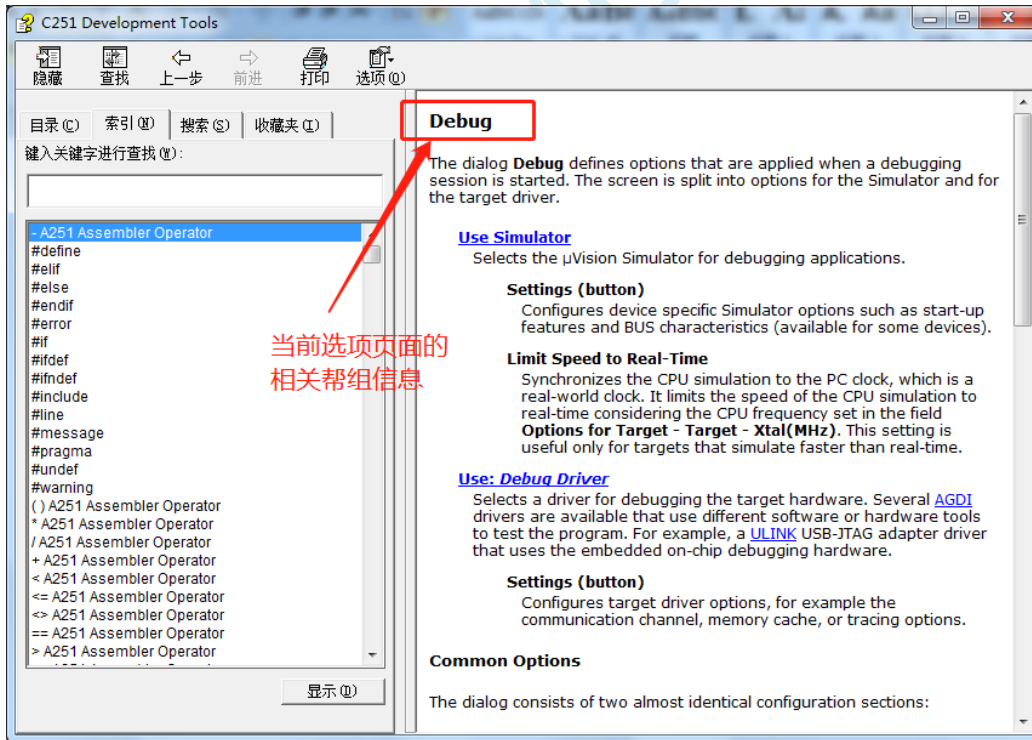 C251 Development Tools
隐藏
查找
上一步
前进
打印
选项(O)
目录(C)
索引(N)
搜索(S)
收藏夹(I)
键入关键字进行查找(W):
- A251 Assembler Operator
#define
#elif
#else
#endif
#error
#if
#ifdef
#ifndef
#include
#line
#message
#pragma
#undef
#warning
( ) A251 Assembler Operator
* A251 Assembler Operator
/ A251 Assembler Operator
+ A251 Assembler Operator
< A251 Assembler Operator
<= A251 Assembler Operator
<> A251 Assembler Operator
== A251 Assembler Operator
> A251 Assembler Operator
显示(D)
当前选项页面的
相关帮组信息
Debug
The dialog Debug defines options that are applied when a debugging
session is started. The screen is split into options for the Simulator and for
the target driver.
Use Simulator
Selects the µVision Simulator for debugging applications.
Settings (button)
Configures device specific Simulator options such as start-up
features and BUS characteristics (available for some devices).
Limit Speed to Real-Time
Synchronizes the CPU simulation to the PC clock, which is a
real-world clock. It limits the speed of the CPU simulation to
real-time considering the CPU frequency set in the field
Options for Target - Target - Xtal(MHz). This setting is
useful only for targets that simulate faster than real-time.
Use: Debug Driver
Selects a driver for debugging the target hardware. Several AGDI
drivers are available that use different software or hardware tools
to test the program. For example, a ULINK USB-JTAG adapter driver
that uses the embedded on-chip debugging hardware.
Settings (button)
Configures target driver options, for example the
communication channel, memory cache, or tracing options.
Common Options
The dialog consists of two almost identical configuration sections: